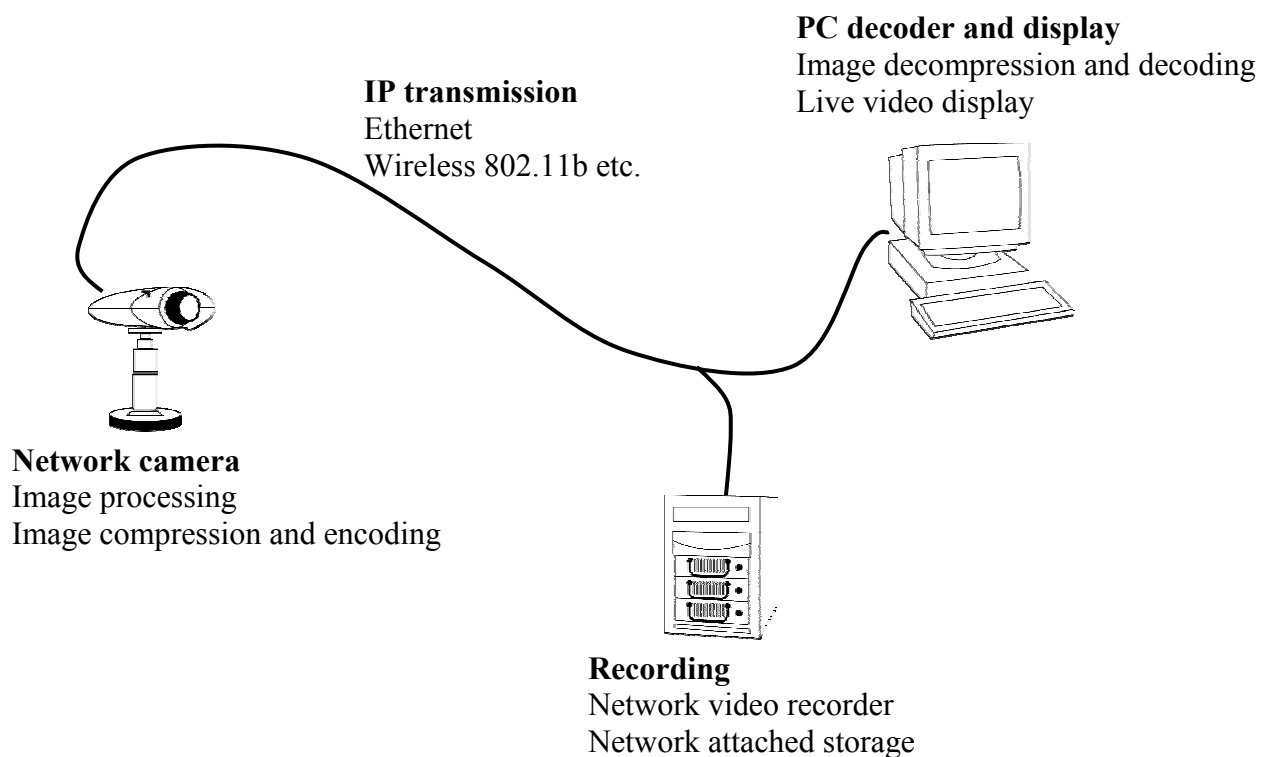 PC decoder and display
Image decompression and decoding
Live video display
IP transmission
Ethernet
Wireless 802.11b etc.
Network camera
Image processing
Image compression and encoding
Recording
Network video recorder
Network attached storage